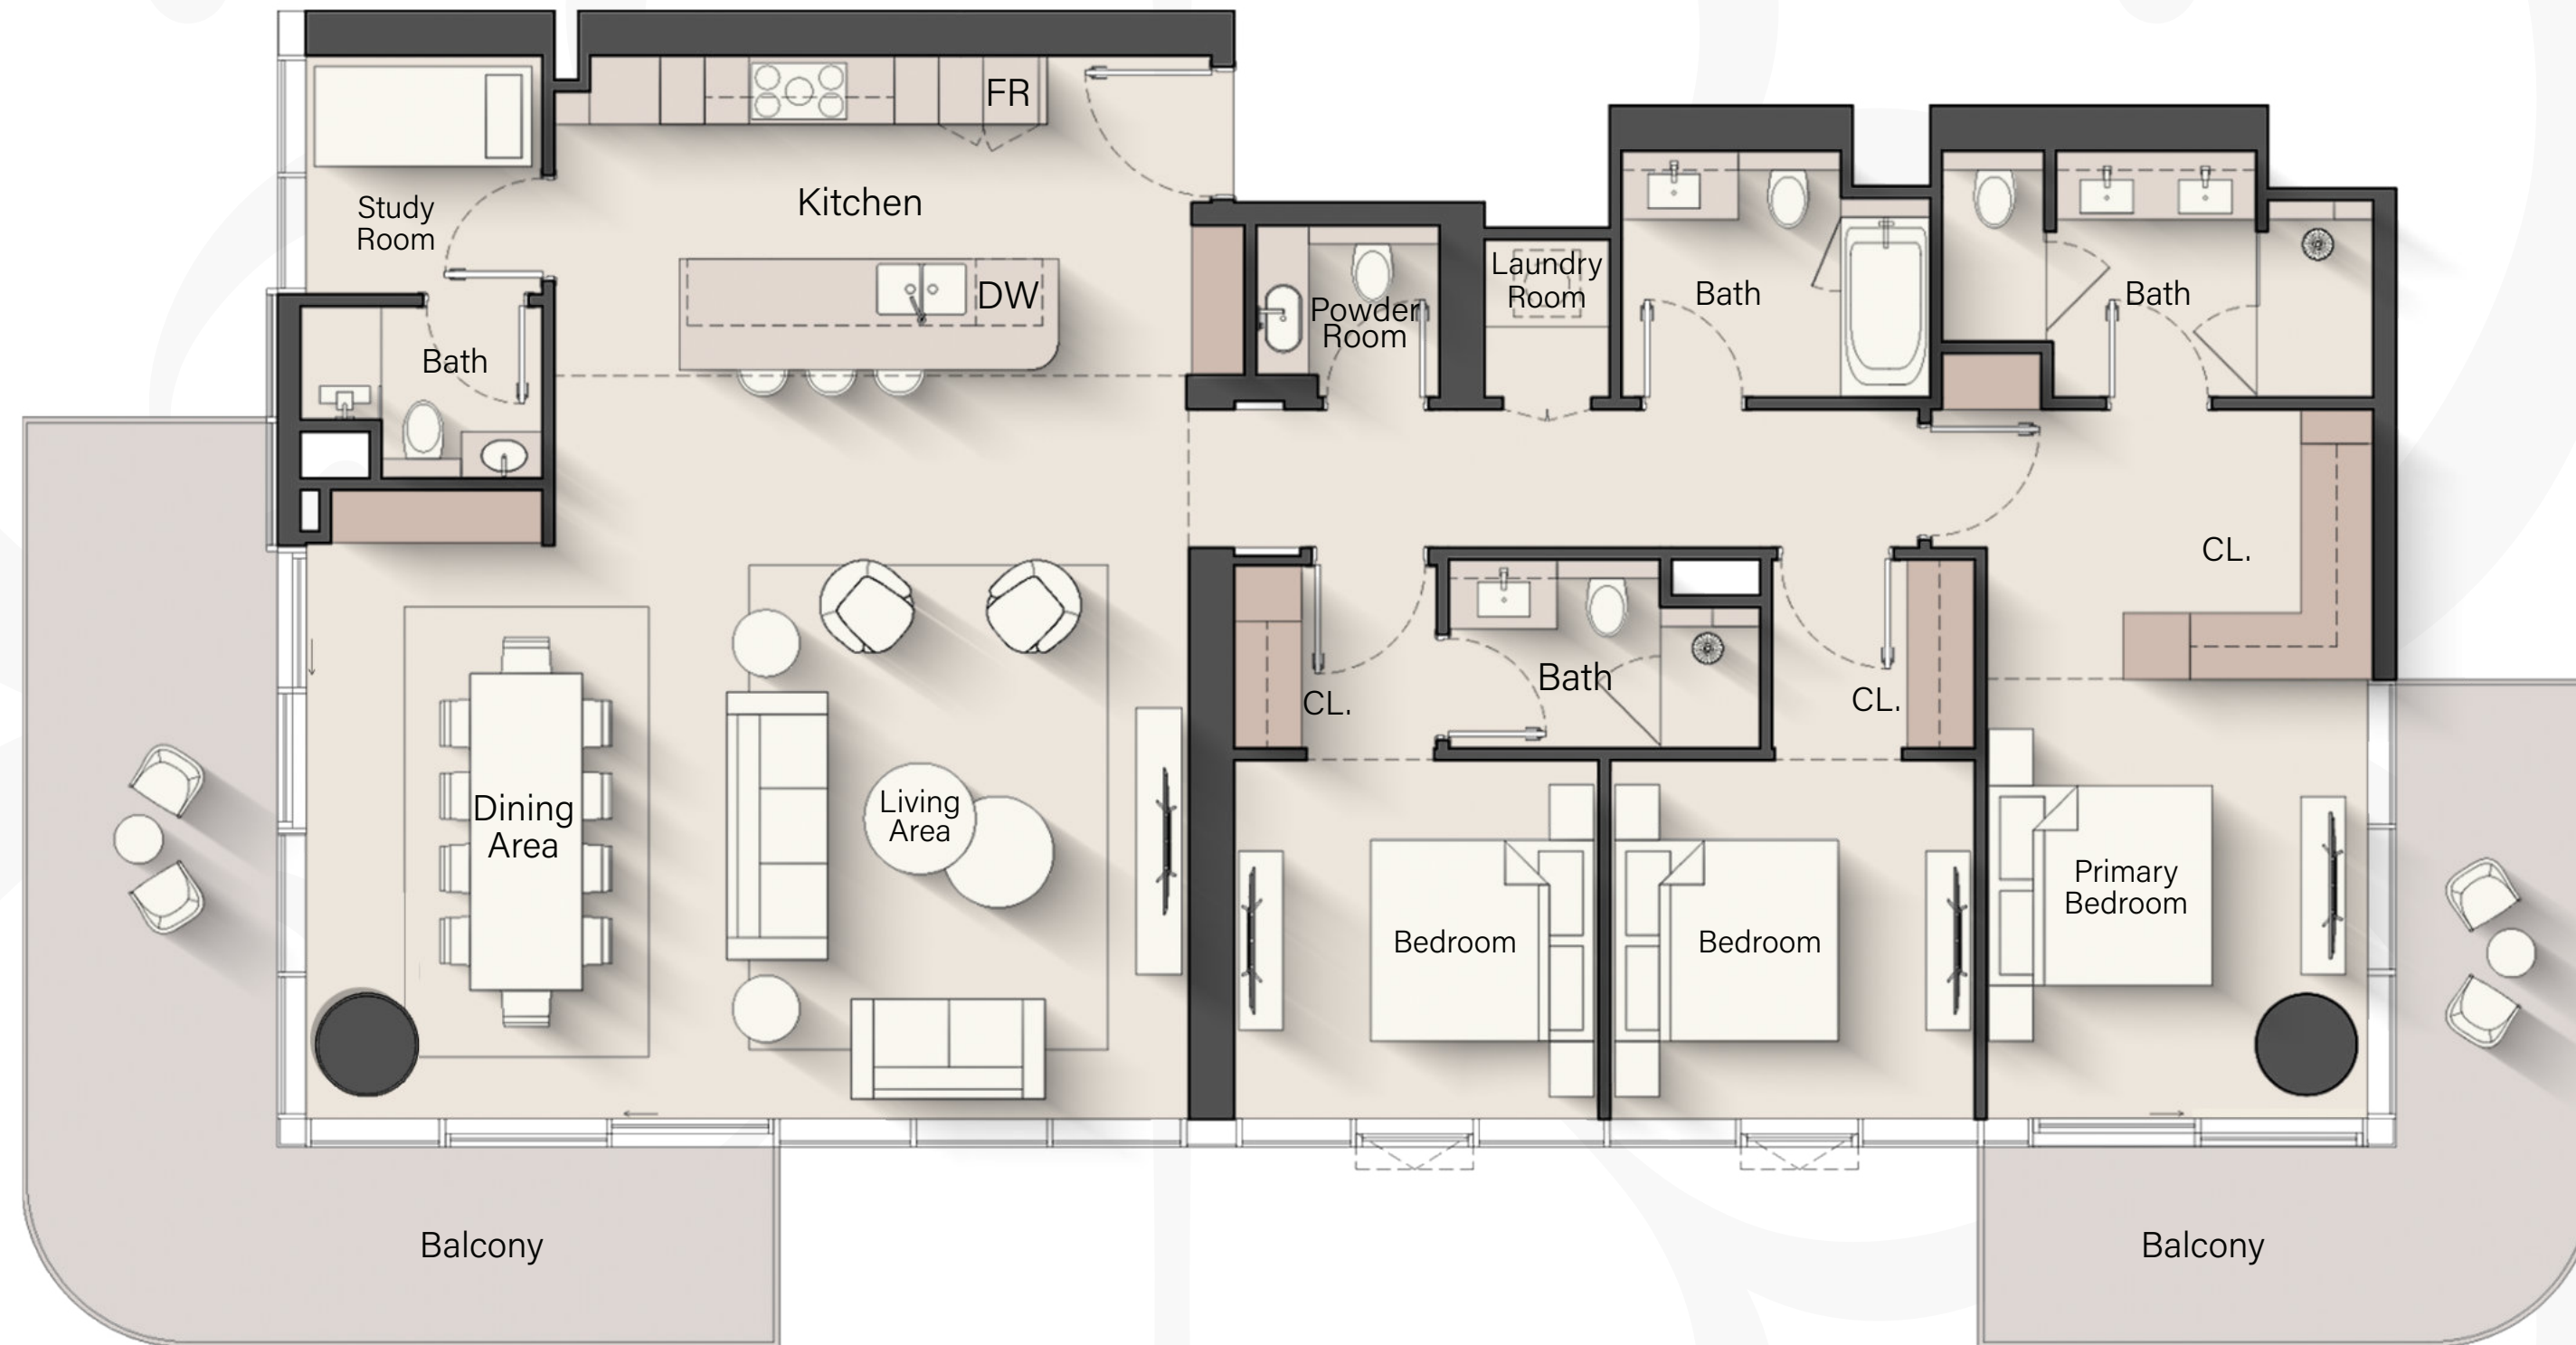 FR
Kitchen
Study
Room
DW
Laundry
Room
Powder
Room
Bath
Bath
Bath
CL.
Bath
CL.
CL.
Dining
Area
Living
Area
Primary
Bedroom
Bedroom
Bedroom
Balcony
Balcony